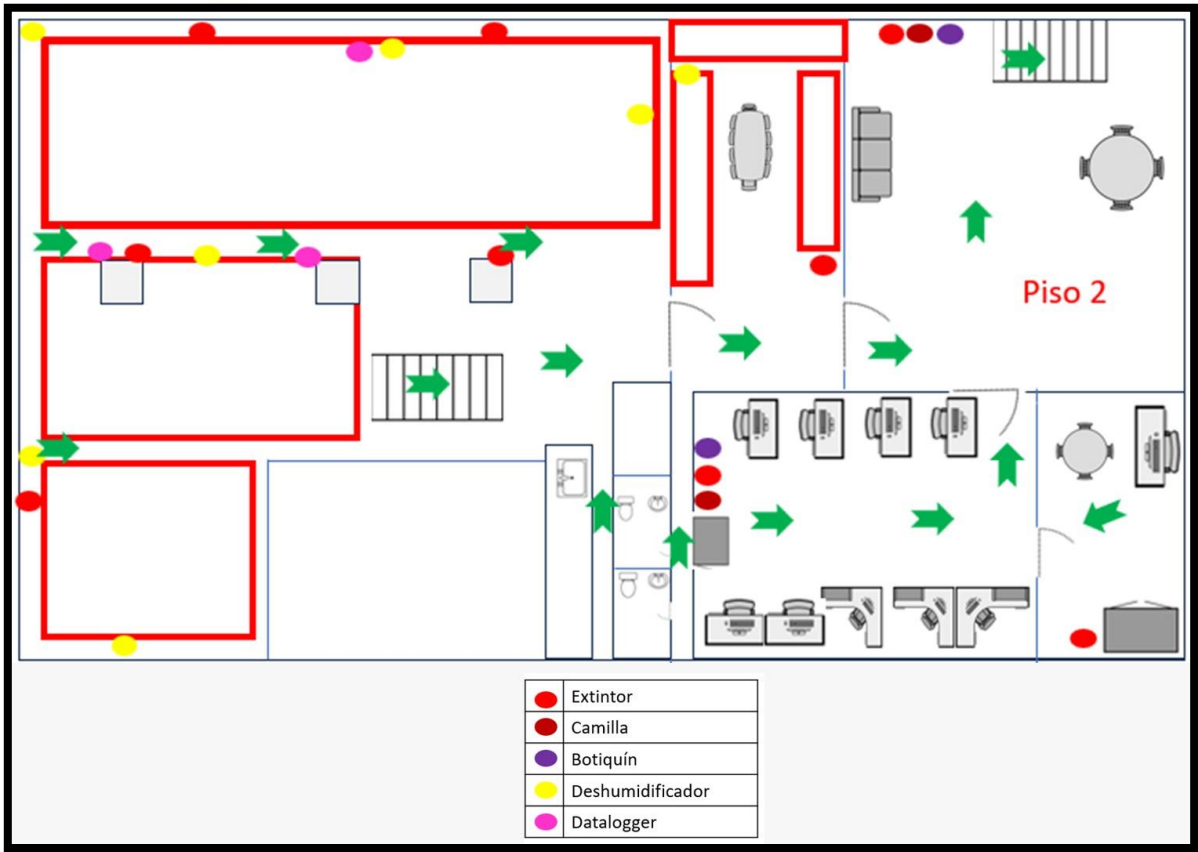 Piso 2
Extintor
Camilla
Botiquín
Deshumidificador
Datalogger